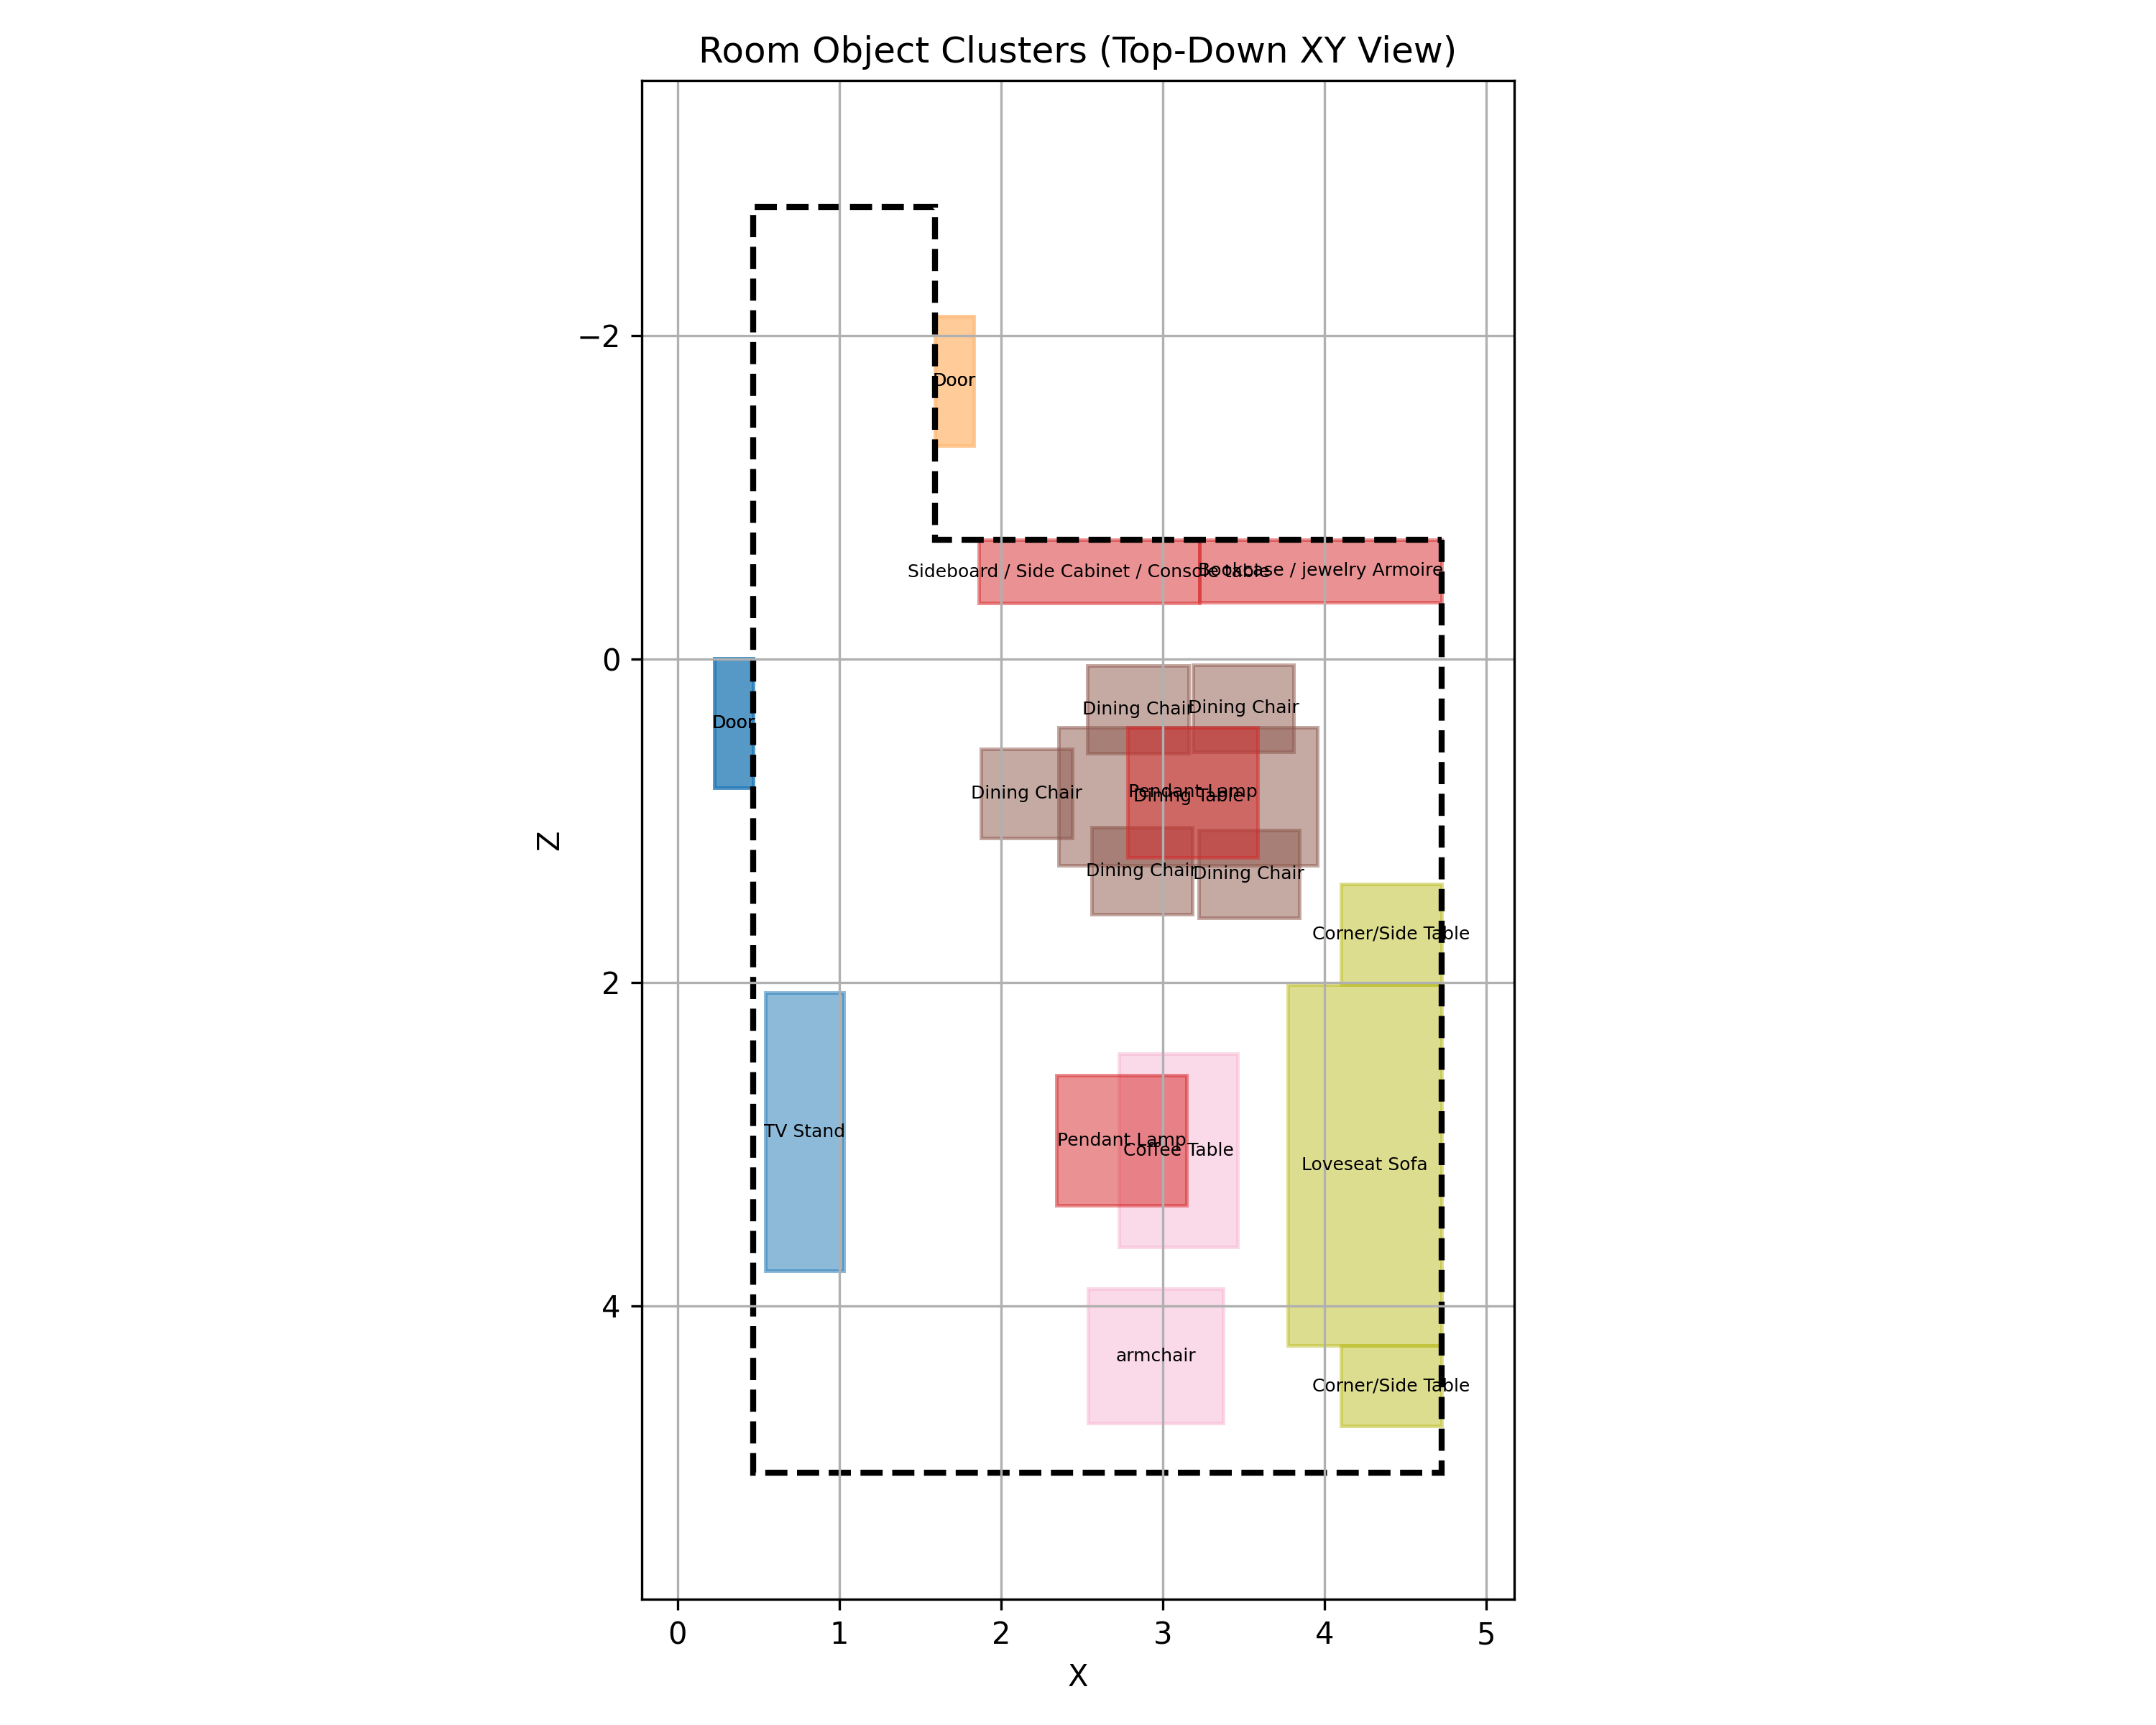 Room Object Clusters (Top-Down XY View)
−2
Door
Sideboard / Side Cabinet / Console table
Bookcase / jewelry Armoire
0
Dining Chair
Dining Chair
Door
Dining Chair
Pendant Lamp
Dining Table
Z
Dining Chair
Dining Chair
Corner/Side Table
2
TV Stand
Pendant Lamp
Coffee Table
Loveseat Sofa
4
armchair
Corner/Side Table
0 1 2 3 4 5
X